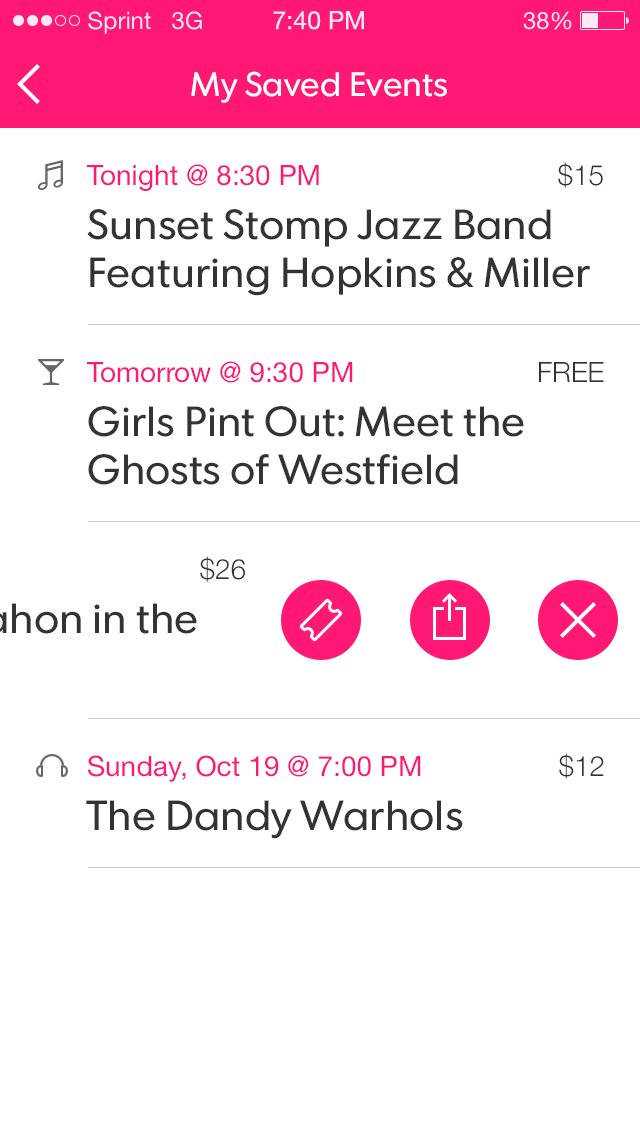 Sprint 3G 7:40 PM 38%
My Saved Events
Tonight @ 8:30 PM $15
Sunset Stomp Jazz Band
Featuring Hopkins & Miller
Tomorrow @ 9:30 PM FREE
Girls Pint Out: Meet the
Ghosts of Westfield
$26
ahon in the
Sunday, Oct 19 @ 7:00 PM $12
The Dandy Warhols